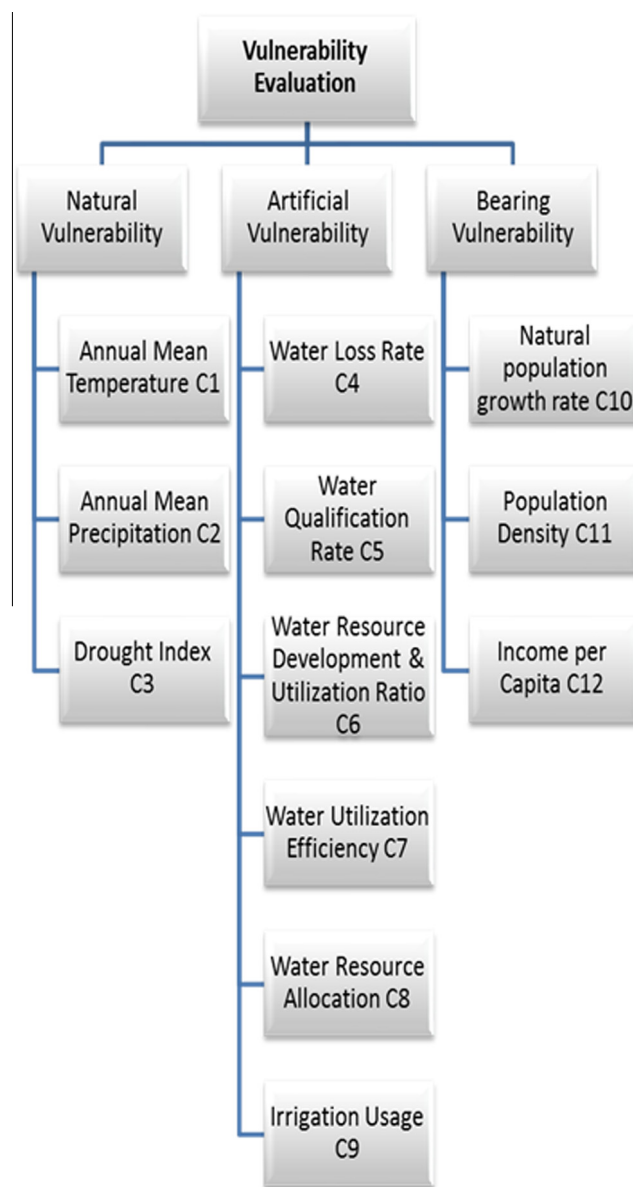 Vulnerability
Evaluation
Natural
Vulnerability
Annual Mean
Temperature C1
Annual Mean
Precipitation C2
Drought Index
C3
Artificial
Vulnerability
Water Loss Rate
C4
Water
Qualification
Rate C5
Water Resource
Development &
Utilization Ratio
C6
Water Utilization
Efficiency C7
Water Resource
Allocation C8
Irrigation Usage
C9
Bearing
Vulnerability
Natural
population
growth rate C10
Population
Density C11
Income per
Capita C12